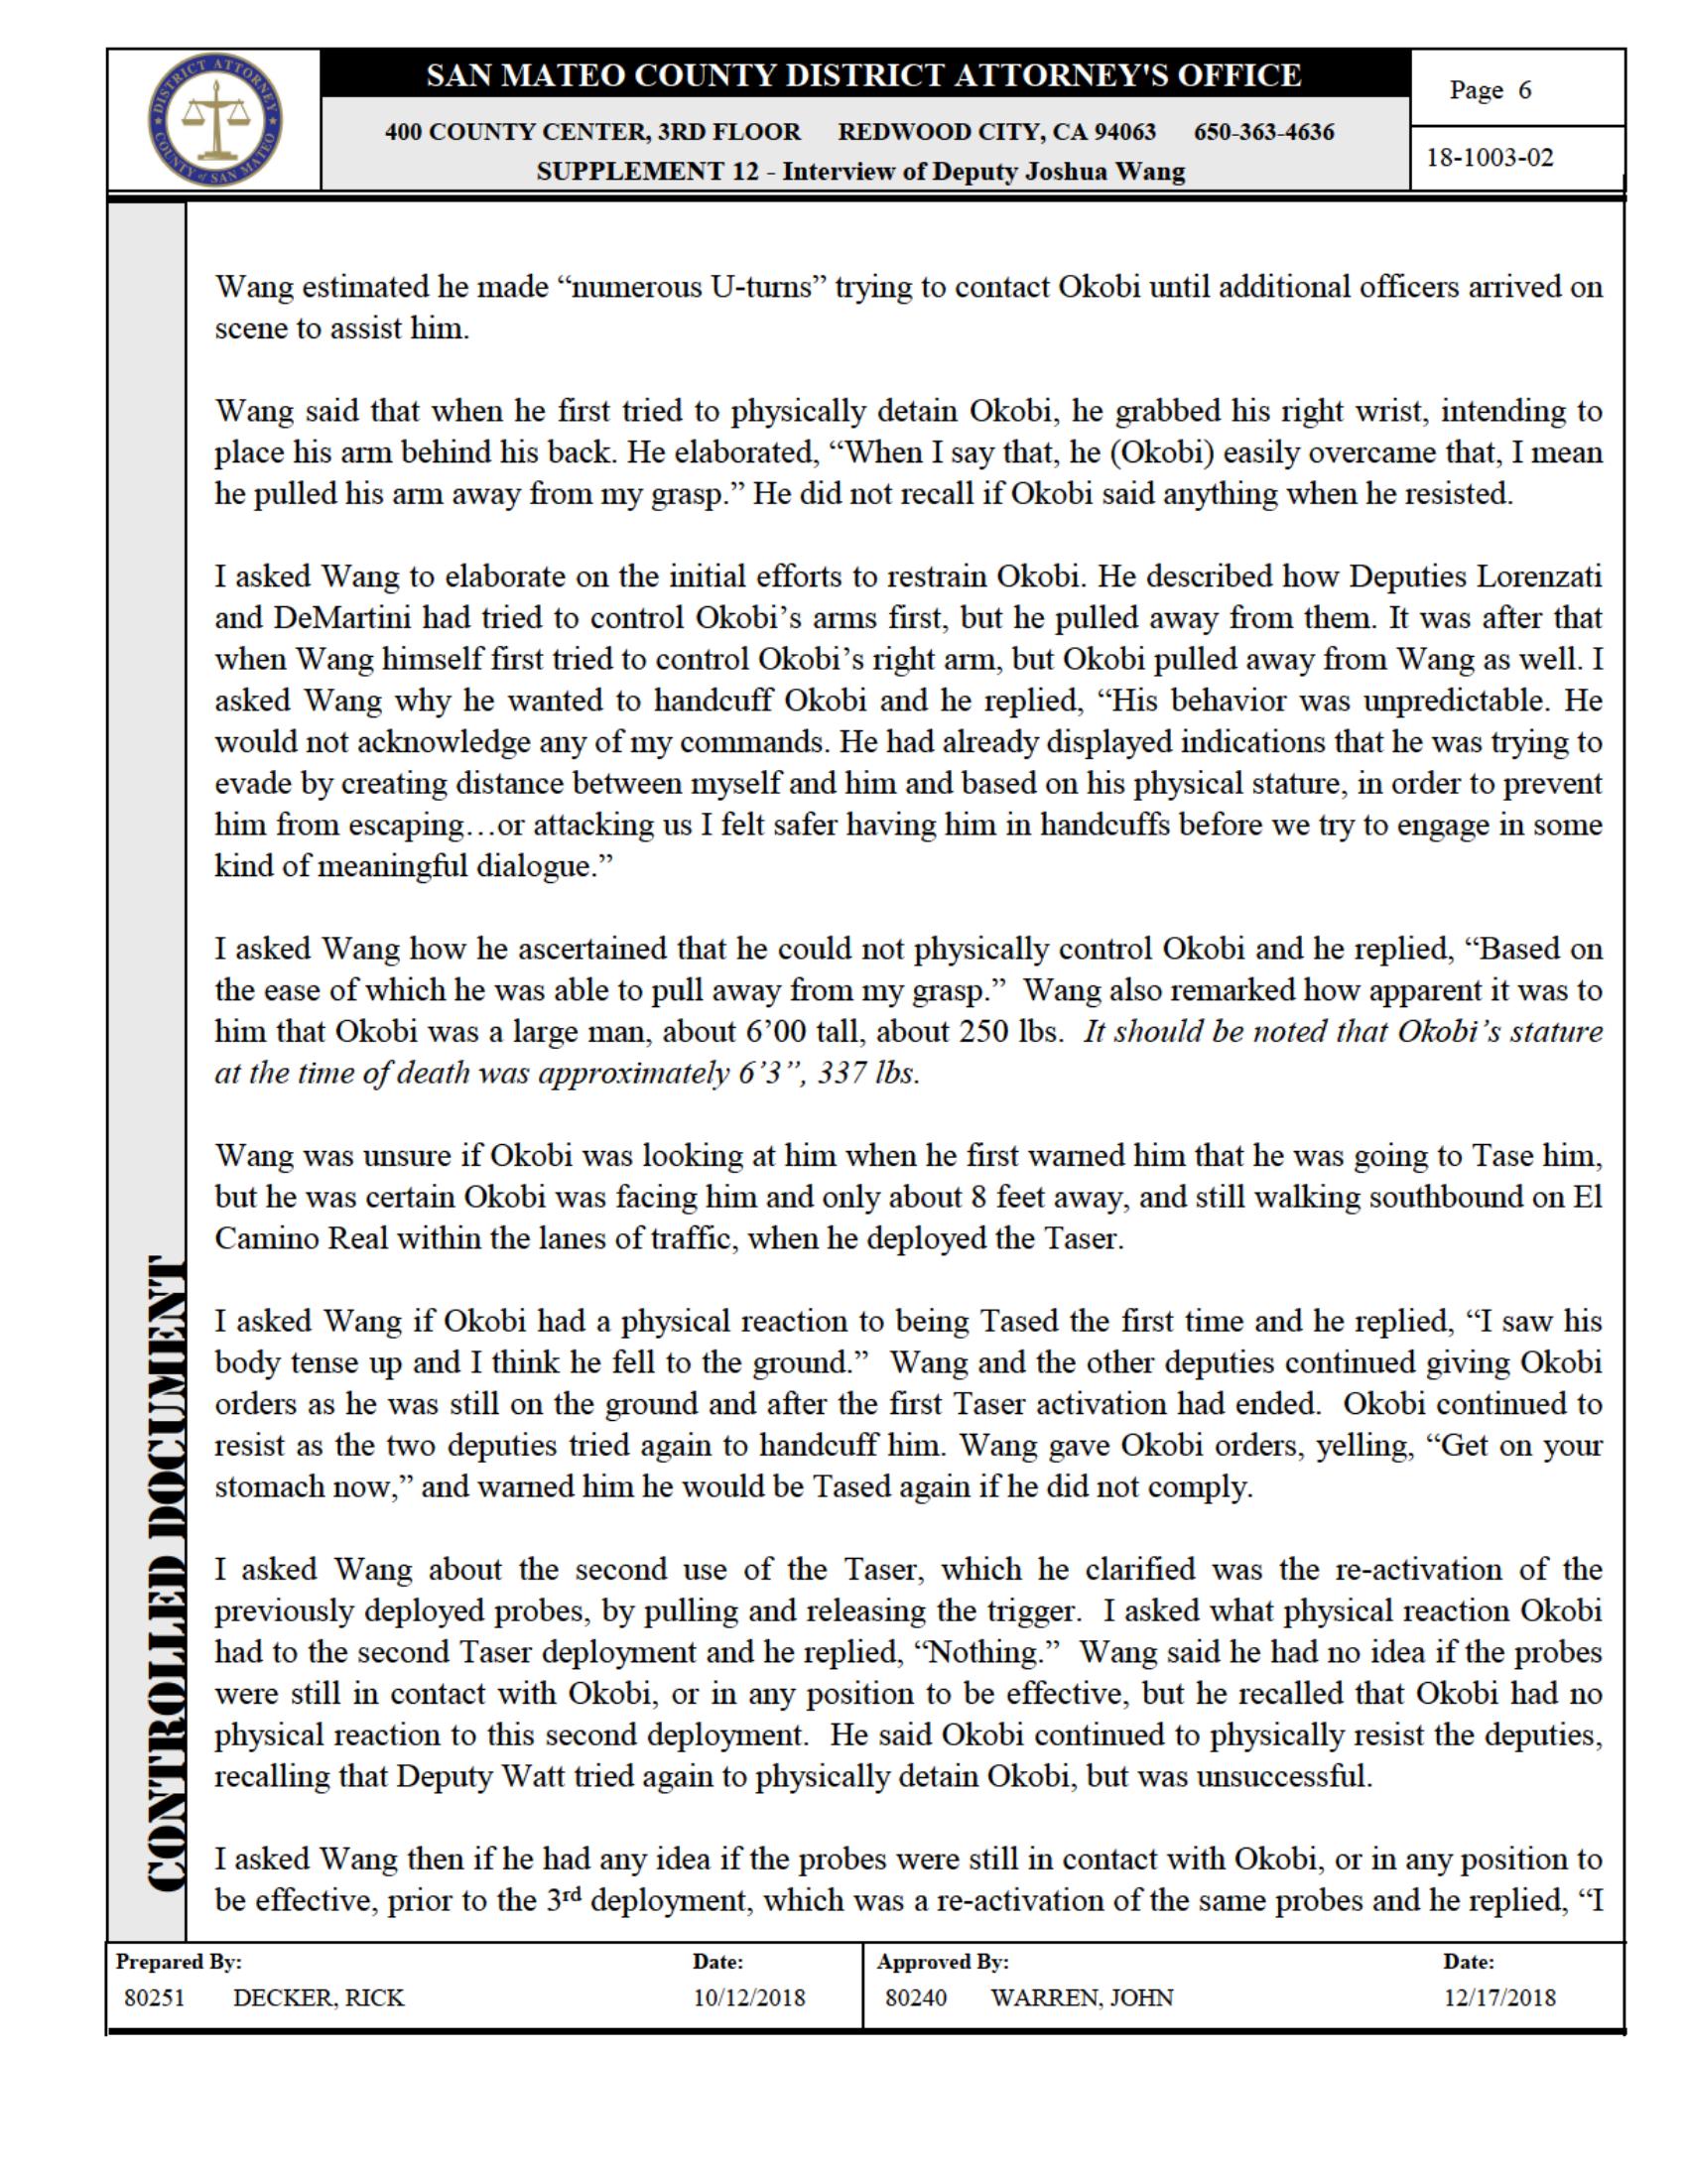 DISTRICT ATTORNEY
COUNTY of SAN MATEO
SAN MATEO COUNTY DISTRICT ATTORNEY'S OFFICE
400 COUNTY CENTER, 3RD FLOOR REDWOOD CITY, CA 94063 650-363-4636
SUPPLEMENT 12 - Interview of Deputy Joshua Wang
Page 6
18-1003-02
Wang estimated he made “numerous U-turns” trying to contact Okobi until additional officers arrived on
scene to assist him.
Wang said that when he first tried to physically detain Okobi, he grabbed his right wrist, intending to
place his arm behind his back. He elaborated, “When I say that, he (Okobi) easily overcame that, I mean
he pulled his arm away from my grasp.” He did not recall if Okobi said anything when he resisted.
I asked Wang to elaborate on the initial efforts to restrain Okobi. He described how Deputies Lorenzati
and DeMartini had tried to control Okobi’s arms first, but he pulled away from them. It was after that
when Wang himself first tried to control Okobi’s right arm, but Okobi pulled away from Wang as well. I
asked Wang why he wanted to handcuff Okobi and he replied, “His behavior was unpredictable. He
would not acknowledge any of my commands. He had already displayed indications that he was trying to
evade by creating distance between myself and him and based on his physical stature, in order to prevent
him from escaping…or attacking us I felt safer having him in handcuffs before we try to engage in some
kind of meaningful dialogue.”
I asked Wang how he ascertained that he could not physically control Okobi and he replied, “Based on
the ease of which he was able to pull away from my grasp.” Wang also remarked how apparent it was to
him that Okobi was a large man, about 6’00 tall, about 250 lbs. It should be noted that Okobi’s stature
at the time of death was approximately 6’3”, 337 lbs.
Wang was unsure if Okobi was looking at him when he first warned him that he was going to Tase him,
but he was certain Okobi was facing him and only about 8 feet away, and still walking southbound on El
Camino Real within the lanes of traffic, when he deployed the Taser.
I asked Wang if Okobi had a physical reaction to being Tased the first time and he replied, “I saw his
body tense up and I think he fell to the ground.” Wang and the other deputies continued giving Okobi
orders as he was still on the ground and after the first Taser activation had ended. Okobi continued to
resist as the two deputies tried again to handcuff him. Wang gave Okobi orders, yelling, “Get on your
stomach now,” and warned him he would be Tased again if he did not comply.
I asked Wang about the second use of the Taser, which he clarified was the re-activation of the
previously deployed probes, by pulling and releasing the trigger. I asked what physical reaction Okobi
had to the second Taser deployment and he replied, “Nothing.” Wang said he had no idea if the probes
were still in contact with Okobi, or in any position to be effective, but he recalled that Okobi had no
physical reaction to this second deployment. He said Okobi continued to physically resist the deputies,
recalling that Deputy Watt tried again to physically detain Okobi, but was unsuccessful.
I asked Wang then if he had any idea if the probes were still in contact with Okobi, or in any position to
be effective, prior to the 3rd deployment, which was a re-activation of the same probes and he replied, “I
CONTROLLED DOCUMENT
Prepared By: Date: Approved By: Date:
80251 DECKER, RICK 10/12/2018 80240 WARREN, JOHN 12/17/2018